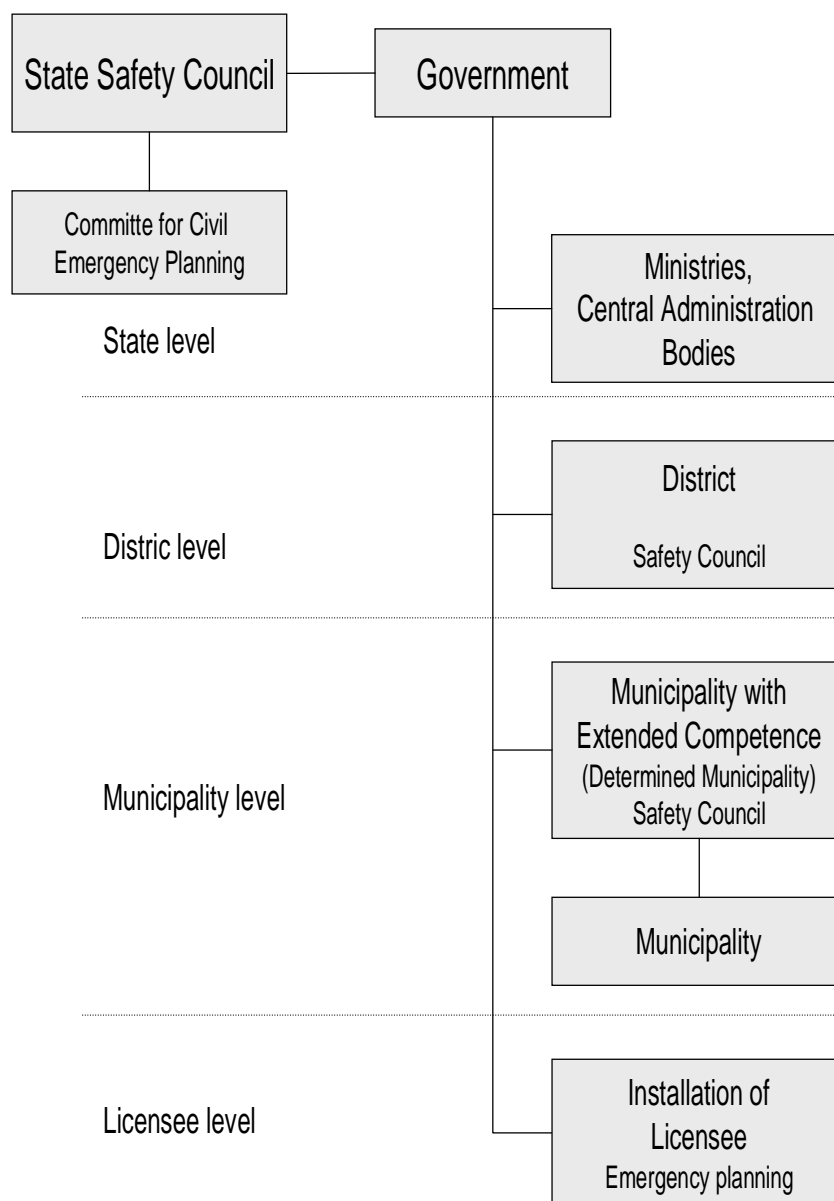 State Safety Council
Government
Committe for Civil
Emergency Planning
Ministries,
Central Administration
Bodies
State level
District
Safety Council
Distric level
Municipality with
Extended Competence
(Determined Municipality)
Safety Council
Municipality level
Municipality
Installation of
Licensee
Emergency planning
Licensee level